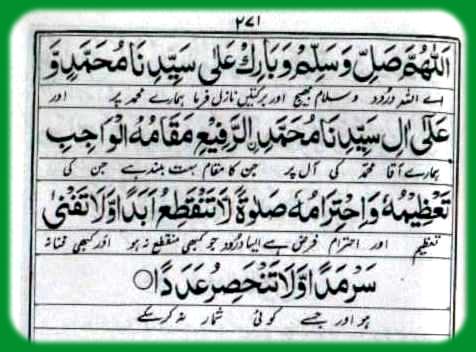 ٢٧١
اَللّٰهُمَّ صَلِّ وَسَلِّمْ وَبَارِكْ عَلٰى سَيِّدِنَا مُحَمَّدٍ وَّ
اے اللہ درود و سلام بھیج اور برکتیں نازل فرما ہمارے محمد پر اور
عَلٰٓى اٰلِ سَيِّدِنَا مُحَمَّدِ نِ الرَّفِيْعِ مَقَامُهُ الْوَاجِبِ
ہمارے آقا محمد کی آل پر جن کا مقام بہت بلند ہے جن کی
تَعْظِيْمُهٗ وَاحْتِرَامُهٗ صَلٰوةً لَا تَنْقَطِعُ اَبَدًا وَّلَا تَفْنٰى
تعظیم اور احترام فرض ہے ایسا درود جو کبھی منقطع نہ ہو اور کبھی فنا نہ
سَرْمَدًا وَّلَا تَنْحَصِرُ عَدَدًا ○
ہو اور جسے کوئی شمار نہ کرسکے